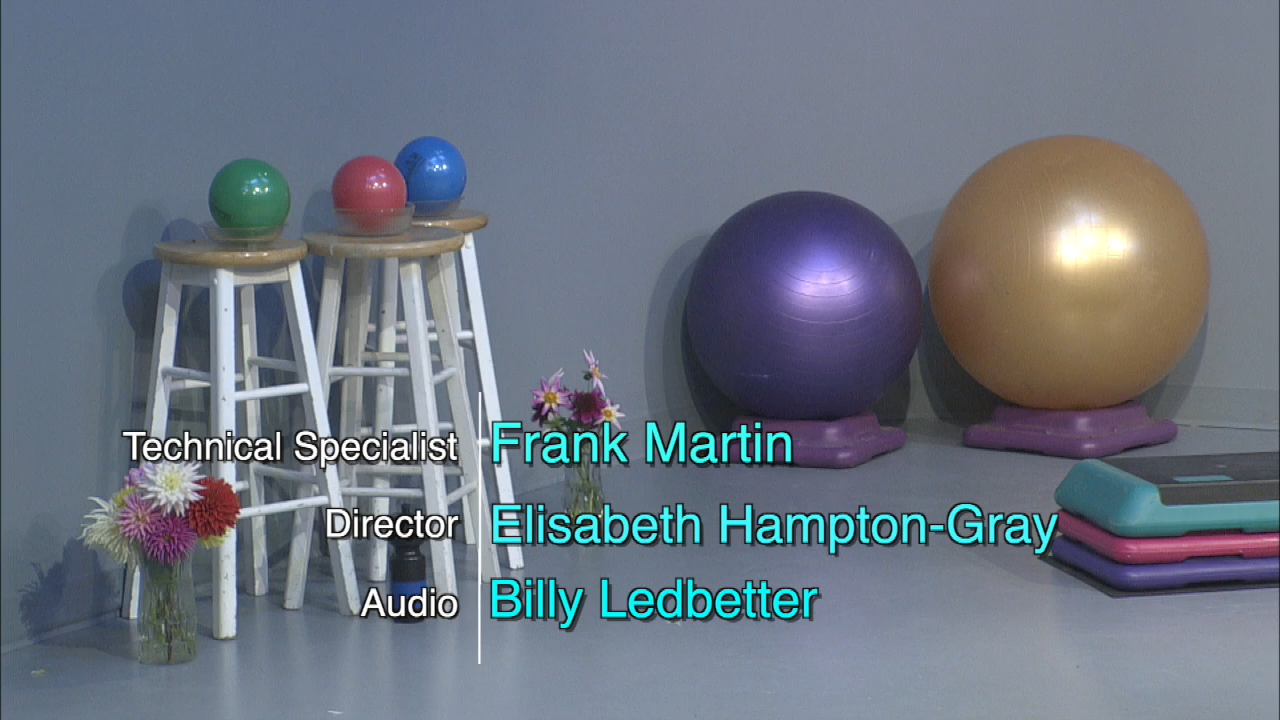 Technical Specialist Frank Martin
Director Elisabeth Hampton-Gray
Audio Billy Ledbetter